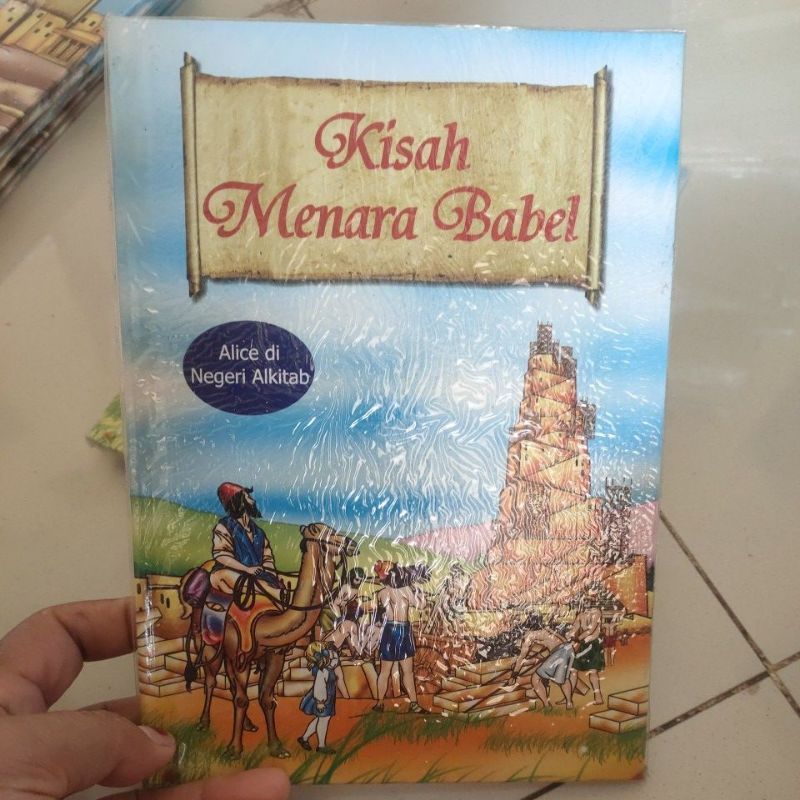 Kisah
Menara Babel
Alice di
Negeri Alkitab